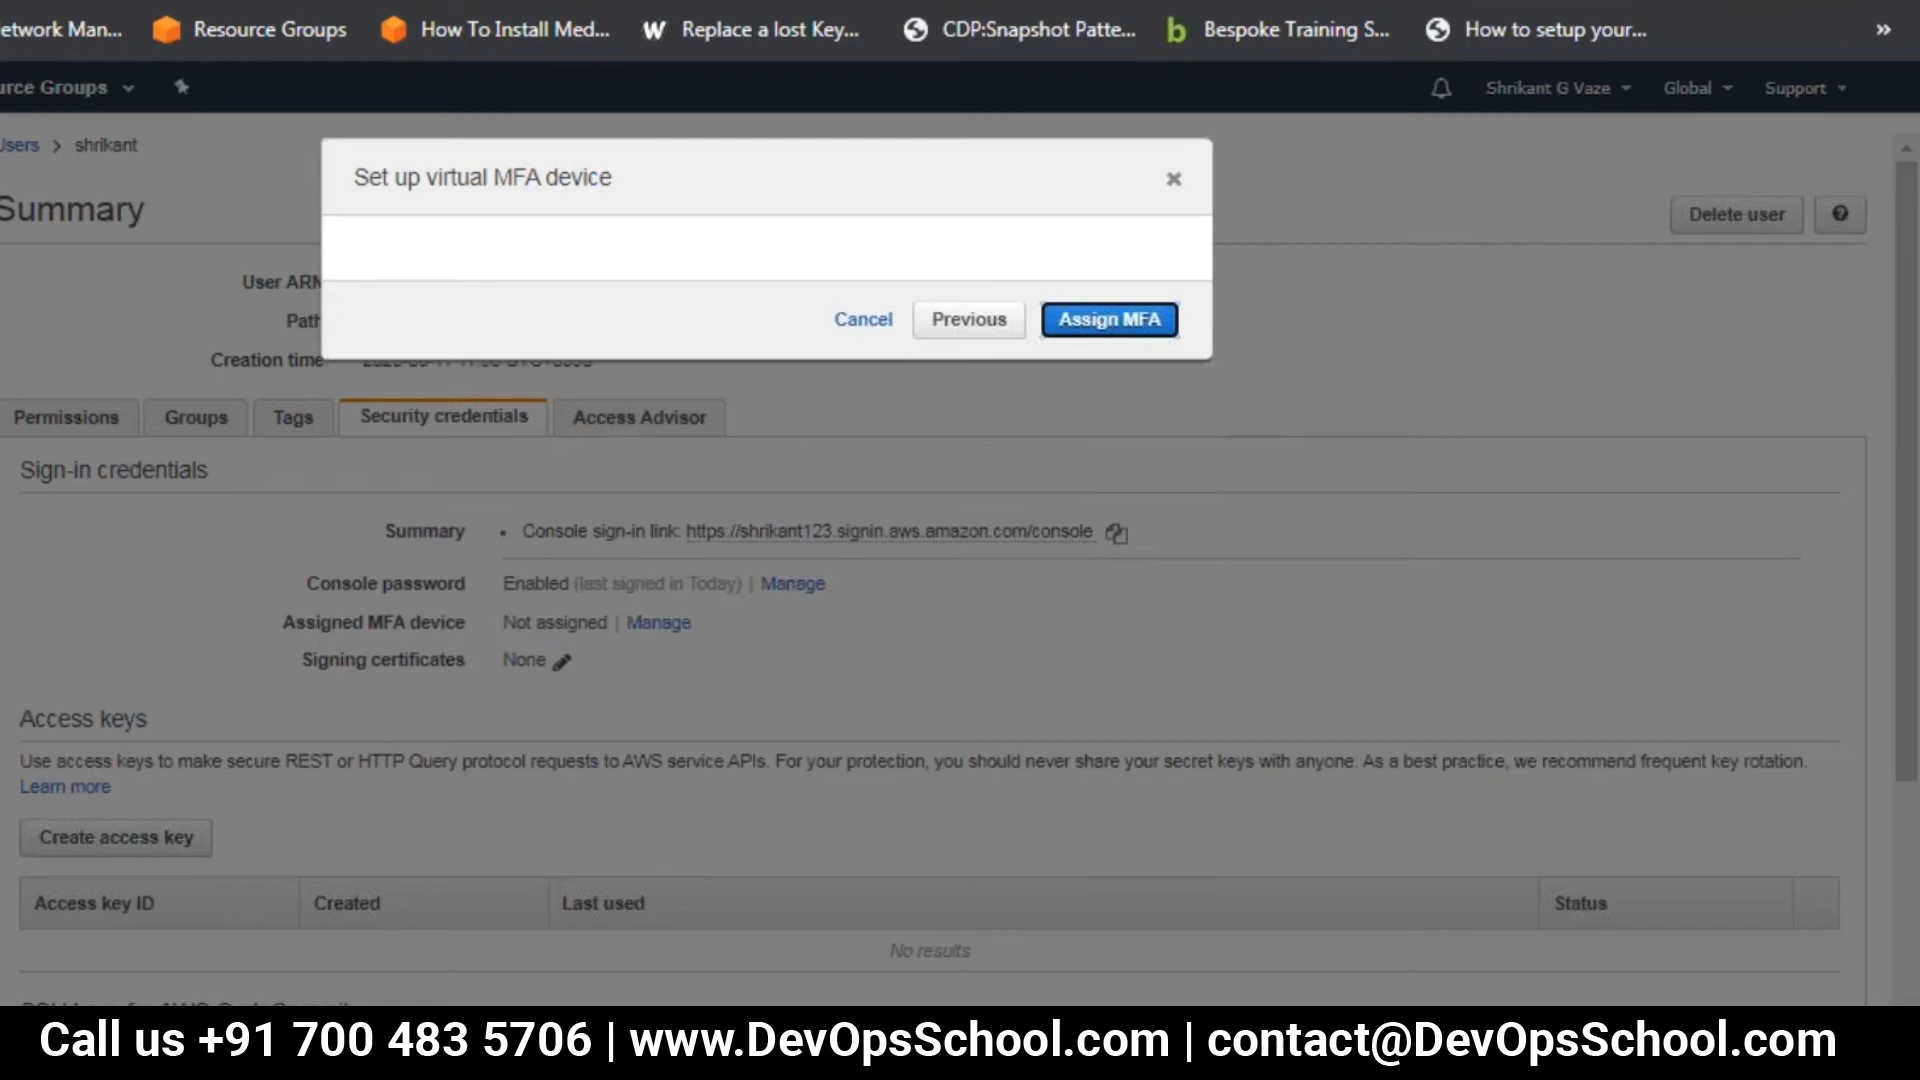 etwork Man... Resource Groups How To Install Med... Replace a lost Key... CDP:Snapshot Patte... Bespoke Training S... How to setup your... »
urce Groups Shrikant G Vaze Global Support
Users > shrikant
Set up virtual MFA device
Summary
Delete user
User ARN
Cancel Previous Assign MFA
Path
Creation time
Permissions Groups Tags Security credentials Access Advisor
Sign-in credentials
Summary • Console sign-in link: https://shrikant123.signin.aws.amazon.com/console
Console password Enabled (last signed in Today) | Manage
Assigned MFA device Not assigned | Manage
Signing certificates None
Access keys
Use access keys to make secure REST or HTTP Query protocol requests to AWS service APIs. For your protection, you should never share your secret keys with anyone. As a best practice, we recommend frequent key rotation.
Learn more
Create access key
Access key ID Created Last used Status
No results
Call us +91 700 483 5706 | www.DevOpsSchool.com | contact@DevOpsSchool.com